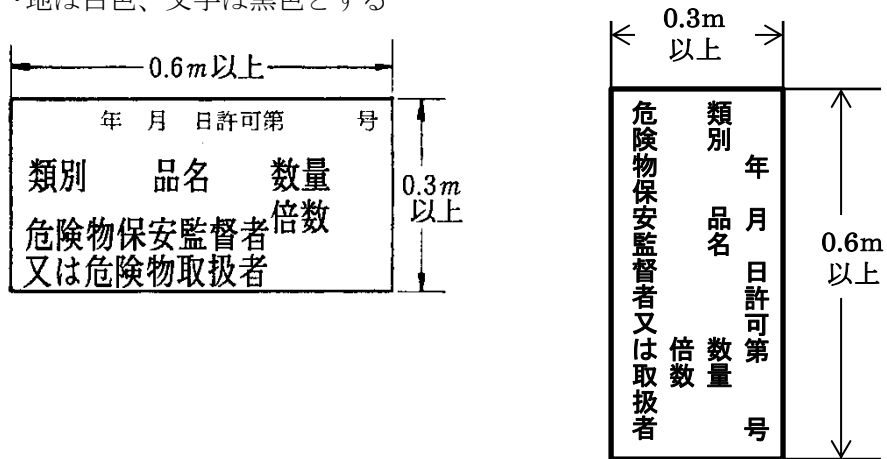 地は白色、文字は黒色とする
0.6m以上
年 月 日許可第 号
類別 品名 数量
倍数
危険物保安監督者
又は危険物取扱者
0.3m
以上
0.3m
以上
年 月 日許可第 号
類別 品名 数量
倍数
危険物保安監督者又は取扱者
0.6m
以上